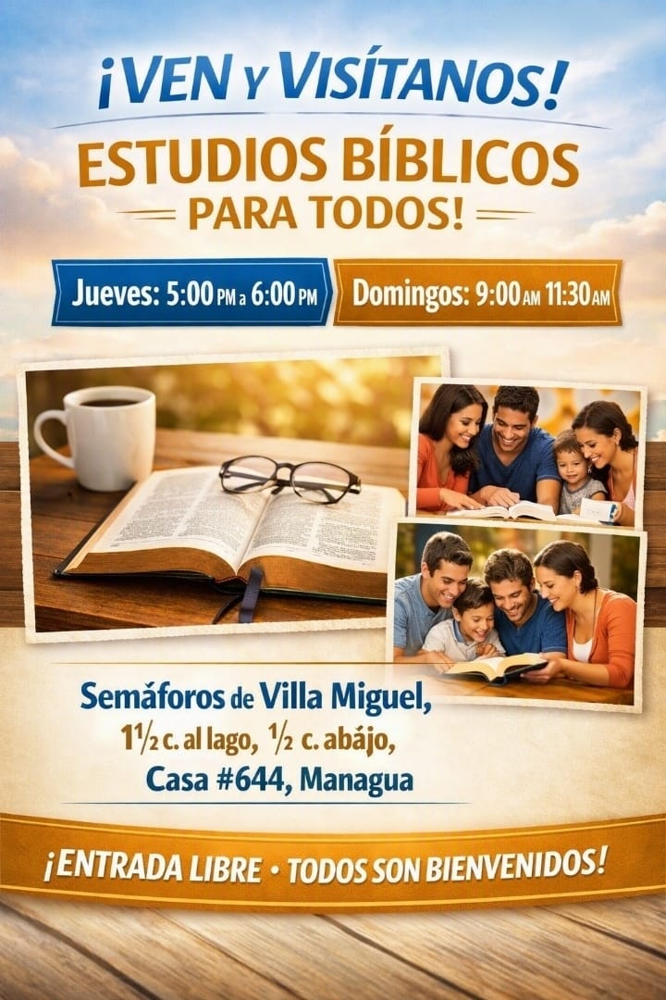 ¡VEN Y VISÍTANOS!
ESTUDIOS BÍBLICOS
PARA TODOS!
Jueves: 5:00 PM a 6:00 PM
Domingos: 9:00 AM 11:30 AM
Semáforos de Villa Miguel,
1½ c. al lago, ½ c. abájo,
Casa #644, Managua
¡ENTRADA LIBRE · TODOS SON BIENVENIDOS!